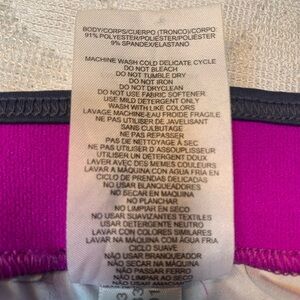 BODY/CORPS/CUERPO (TRONCO)/CORPO:
91% POLYESTER/POLIÉSTER
9% SPANDEX/ELASTANO
MACHINE WASH COLD DELICATE CYCLE
DO NOT BLEACH
DO NOT TUMBLE DRY
DO NOT IRON
DO NOT DRYCLEAN
DO NOT USE FABRIC SOFTENER
USE MILD DETERGENT ONLY
WASH WITH LIKE COLORS
LAVAGE MACHINE-EAU FROIDE FRAGILE
NE PAS UTILISER DE JAVELISANT
SANS CULBUTAGE
NE PAS REPASSER
PAS DE NETTOYAGE À SEC
NE PAS UTILISER D'ASSOUPLISSEUR
UTILISER UN DETERGENT DOUX
LAVER AVEC DES MÊMES COULEURS
LAVAR A MÁQUINA CON AGUA FRIA EN
CICLO DE PRENDAS DELICADAS
NO USAR BLANQUEADORES
NO SECAR EN MÁQUINA
NO PLANCHAR
NO LIMPIAR EN SECO
NO USAR SUAVIZANTES TEXTILES
USAR DETERGENTE NEUTRO
LAVAR CON COLORES SIMILARES
LAVAR NA MÁQUINA COM ÁGUA FRIA
CICLO SUAVE
NÃO USAR BRANQUEADOR
NÃO SECAR NA MÁQUINA
NÃO PASSAR FERRO
NÃO LIMPAR AO SECO